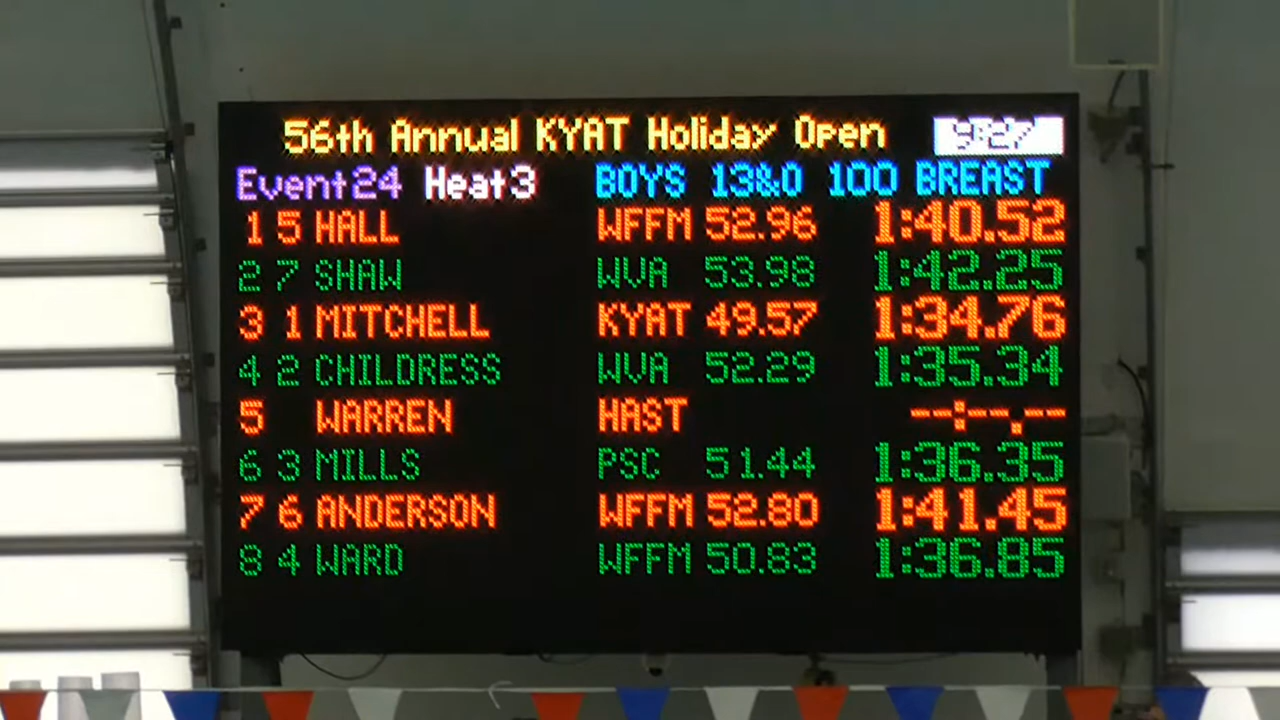 56th Annual KYAT Holiday Open 9:27
Event24 Heat3 BOYS 13&O 100 BREAST
1 5 HALL WFFM 52.96 1:40.52
2 7 SHAW WVA 53.98 1:42.25
3 1 MITCHELL KYAT 49.57 1:34.76
4 2 CHILDRESS WVA 52.29 1:35.34
5 WARREN HAST --:--.--
6 3 MILLS PSC 51.44 1:36.35
7 6 ANDERSON WFFM 52.80 1:41.45
8 4 WARD WFFM 50.83 1:36.85